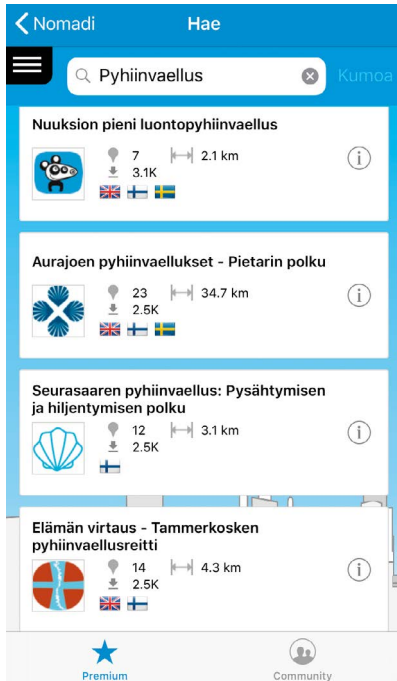 Nomadi
Hae
Pyhiinvaellus
Kumoa
Nuuksion pieni luontopyhiinvaellus
7 2.1 km
3.1K
Aurajoen pyhiinvaellukset - Pietarin polku
23 34.7 km
2.5K
Seurasaaren pyhiinvaellus: Pysähtymisen
ja hiljentymisen polku
12 3.1 km
2.5K
Elämän virtaus - Tammerkosken
pyhiinvaellusreitti
14 4.3 km
2.5K
Premium
Community